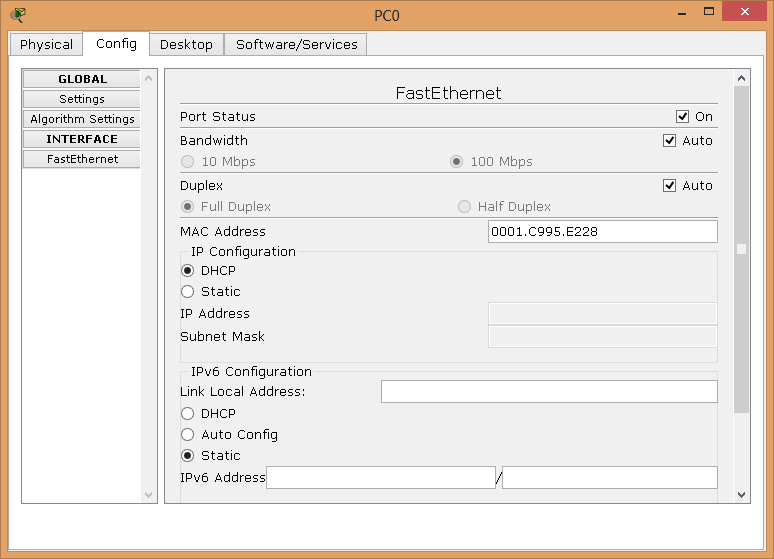 PC0
Physical Config Desktop Software/Services
GLOBAL
Settings
Algorithm Settings
INTERFACE
FastEthernet
FastEthernet
Port Status On
Bandwidth Auto
10 Mbps 100 Mbps
Duplex Auto
Full Duplex Half Duplex
MAC Address 0001.C995.E228
IP Configuration
DHCP
Static
IP Address
Subnet Mask
IPv6 Configuration
Link Local Address:
DHCP
Auto Config
Static
IPv6 Address /